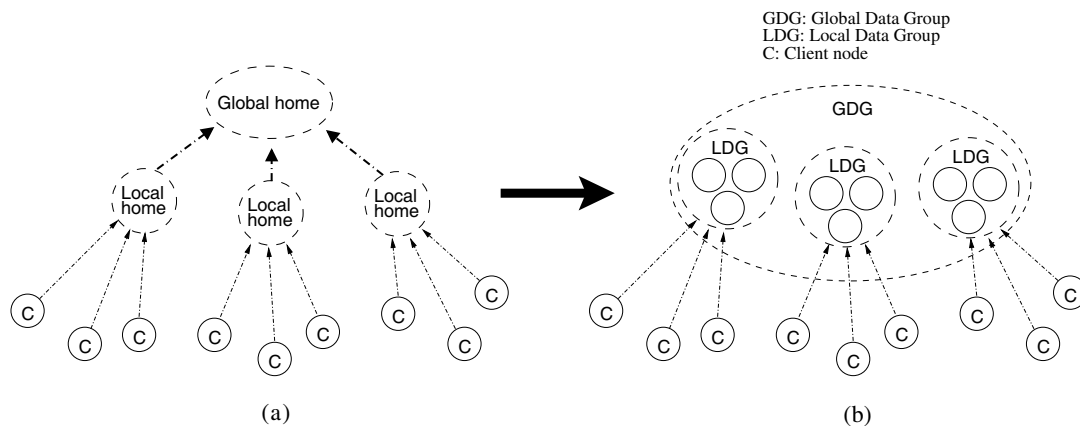 GDG: Global Data Group
LDG: Local Data Group
C: Client node
Global home
Local
home
Local
home
Local
home
C
C
C
C
C
C
C
C
C
(a)
GDG
LDG
LDG
LDG
C
C
C
C
C
C
C
C
C
(b)